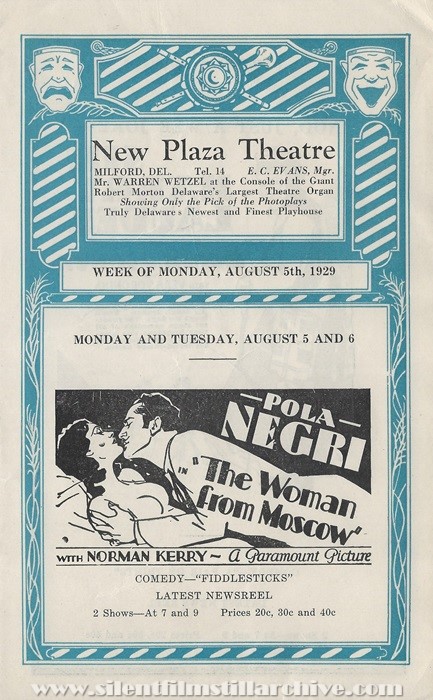 New Plaza Theatre
MILFORD, DEL. Tel. 14 E. C. EVANS, Mgr.
Mr. WARREN WETZEL at the Console of the Giant
Robert Morton Delaware's Largest Theatre Organ
Showing Only the Pick of the Photoplays
Truly Delaware's Newest and Finest Playhouse
WEEK OF MONDAY, AUGUST 5th, 1929
MONDAY AND TUESDAY, AUGUST 5 AND 6
—POLA—
NEGRI
IN "The Woman
from Moscow"
WITH NORMAN KERRY ~ A Paramount Picture
COMEDY—"FIDDLESTICKS"
LATEST NEWSREEL
2 Shows—At 7 and 9 Prices 20c, 30c and 40c
www.silentfilmstillarchive.com